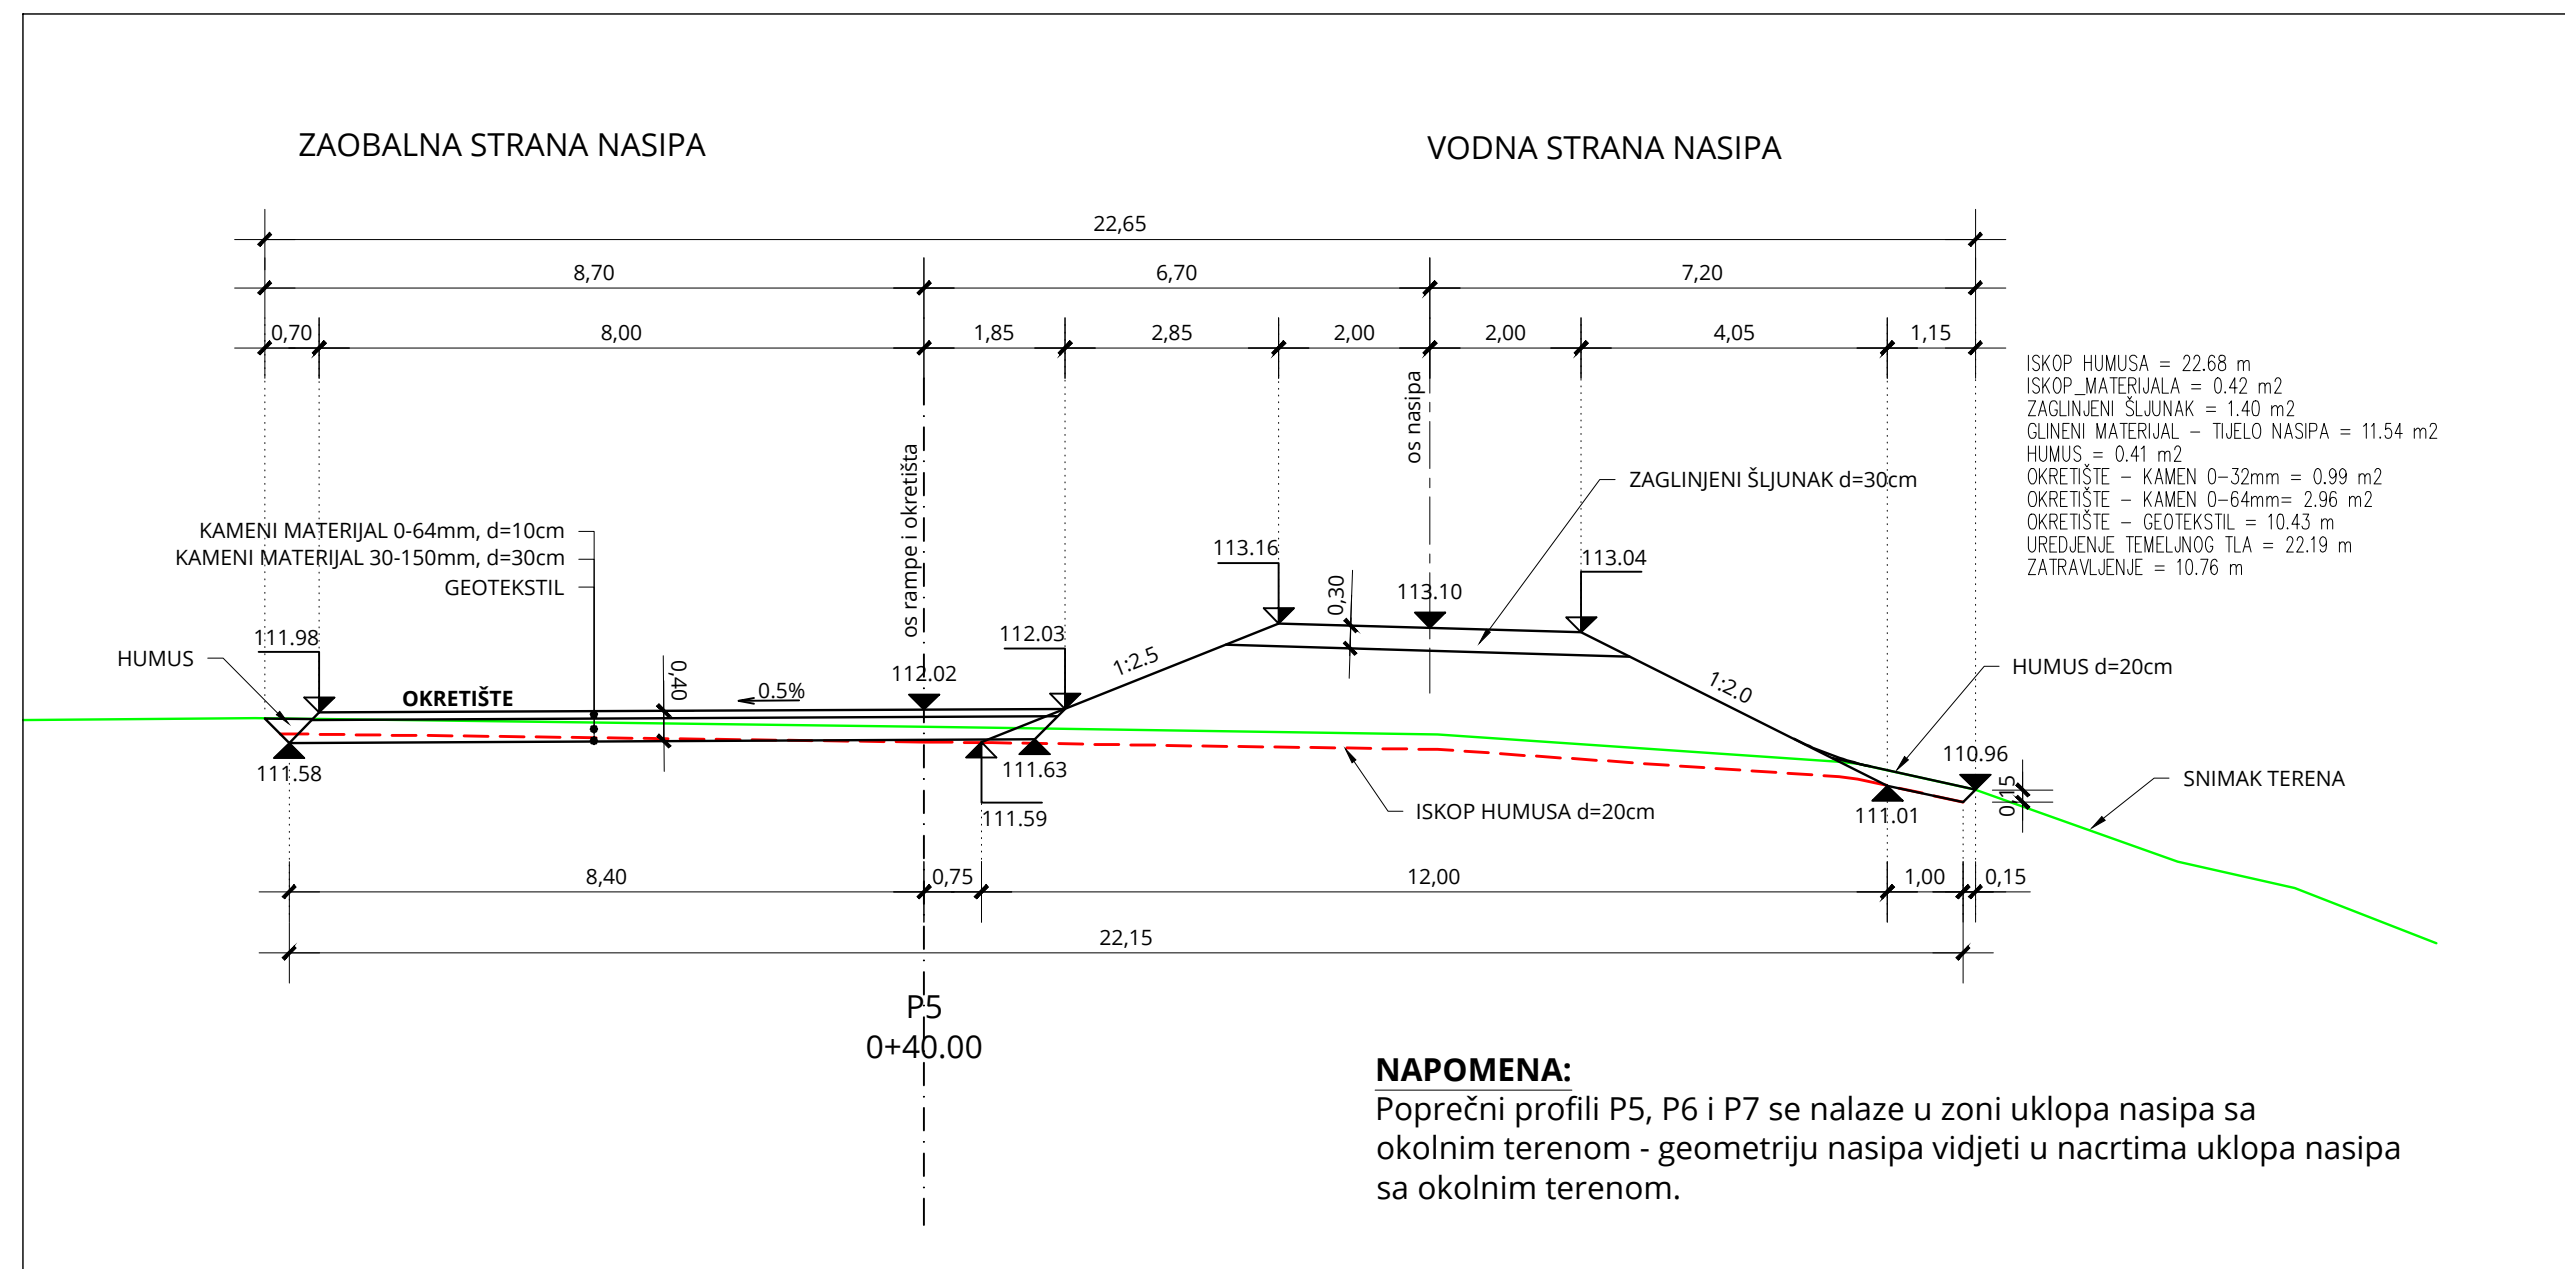 ZAOBALNA STRANA NASIPA
VODNA STRANA NASIPA
22,65
8,70
6,70
7,20
0,70
8,00
1,85
2,85
2,00
2,00
4,05
1,15
ISKOP HUMUSA = 22.68 m
ISKOP_MATERIJALA = 0.42 m2
ZAGLINJENI ŠLJUNAK = 1.40 m2
GLINENI MATERIJAL - TIJELO NASIPA = 11.54 m2
HUMUS = 0.41 m2
OKRETIŠTE - KAMEN 0-32mm = 0.99 m2
OKRETIŠTE - KAMEN 0-64mm= 2.96 m2
OKRETIŠTE - GEOTEKSTIL = 10.43 m
UREDJENJE TEMELJNOG TLA = 22.19 m
ZATRAVLJENJE = 10.76 m
os nasipa
os rampe i okretišta
ZAGLINJENI ŠLJUNAK d=30cm
KAMENI MATERIJAL 0-64mm, d=10cm
KAMENI MATERIJAL 30-150mm, d=30cm
GEOTEKSTIL
113.16
113.04
0,30
113.10
111.98
112.03
HUMUS
1:2.5
HUMUS d=20cm
112.02
0,40
OKRETIŠTE
0.5%
1:2.0
110.96
111.58
111.63
SNIMAK TERENA
0,15
111.59
ISKOP HUMUSA d=20cm
111.01
8,40
0,75
12,00
1,00
0,15
22,15
P5
0+40.00
NAPOMENA:
Poprečni profili P5, P6 i P7 se nalaze u zoni uklopa nasipa sa
okolnim terenom - geometriju nasipa vidjeti u nacrtima uklopa nasipa
sa okolnim terenom.